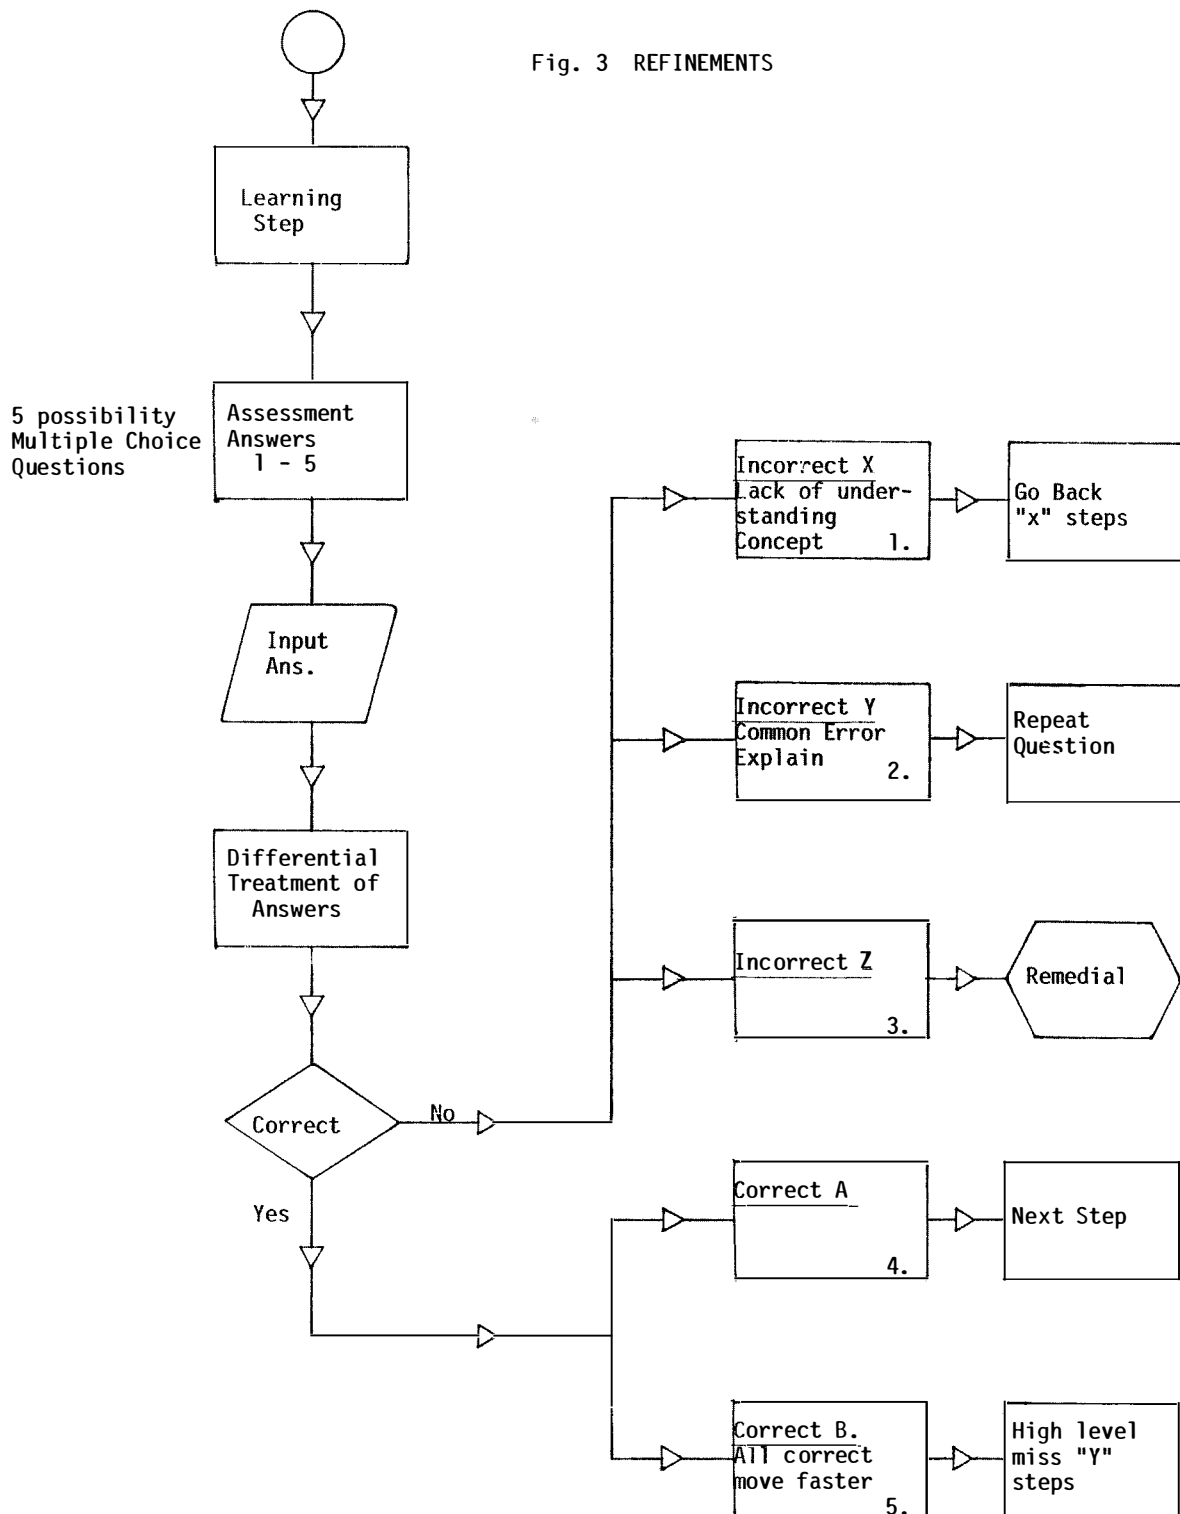 Fig. 3 REFINEMENTS
Learning
Step
5 possibility
Multiple Choice
Questions
Assessment
Answers
1 - 5
Input
Ans.
Differential
Treatment of
Answers
Correct
No
Yes
Incorrect X
Lack of under-
standing
Concept 1.
Go Back
"x" steps
Incorrect Y
Common Error
Explain
2.
Repeat
Question
Incorrect Z
3.
Remedial
Correct A
4.
Next Step
Correct B.
All correct
move faster
5.
High level
miss "Y"
steps